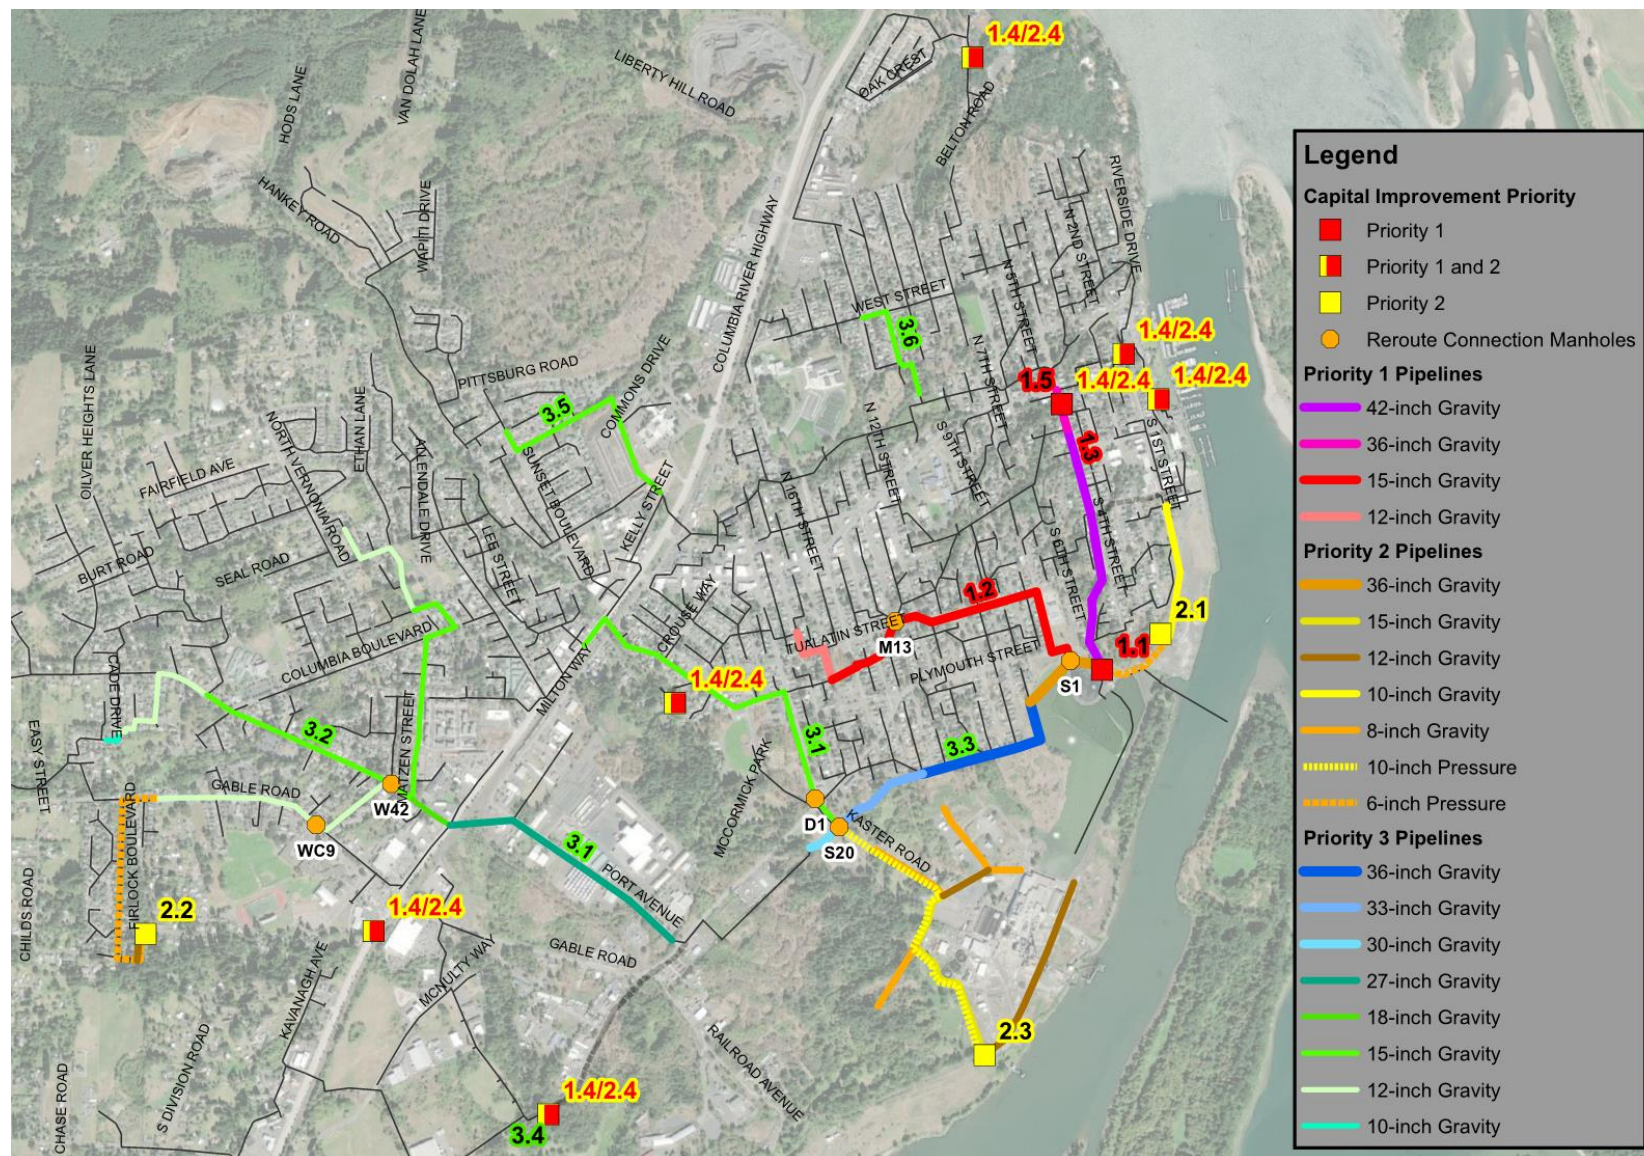 1.4/2.4
LIBERTY HILL ROAD
OAK CREST
VAN DOLAH LANE
HODS LANE
BELTON ROAD
HANKEY ROAD
WAPITI DRIVE
COLUMBIA RIVER HIGHWAY
RIVERSIDE DRIVE
N 2ND STREET
N 5TH STREET
WEST STREET
3.6
N 7TH STREET
1.5
1.4/2.4
1.4/2.4
1.4/2.4
PITTSBURG ROAD
COMMONS DRIVE
3.5
OILVER HEIGHTS LANE
ETHAN LANE
NORTH VERNONIA ROAD
FAIRFIELD AVE
ALLENDALE DRIVE
SUNSET BOULEVARD
KELLY STREET
N 12TH STREET
S 9TH STREET
N 16TH STREET
1.3
S 1ST STREET
S 4TH STREET
S 6TH STREET
LEE STREET
BURT ROAD
SEAL ROAD
CROUSE WAY
TUALATIN STREET
M13
1.2
2.1
1.1
PLYMOUTH STREET
S1
COLUMBIA BOULEVARD
MILTON WAY
1.4/2.4
CADE DRIVE
EASY STREET
3.2
MATZEN STREET
3.1
3.3
MCCORMICK PARK
GABLE ROAD
W42
WC9
D1
S20
KASTER ROAD
3.1
PORT AVENUE
FIRLOCK BOULEVARD
CHILDS ROAD
2.2
1.4/2.4
GABLE ROAD
KAVANAGH AVE
MCNULTY WAY
RAILROAD AVENUE
2.3
S DIVISION ROAD
CHASE ROAD
1.4/2.4
3.4
Legend
Capital Improvement Priority
Priority 1
Priority 1 and 2
Priority 2
Reroute Connection Manholes
Priority 1 Pipelines
42-inch Gravity
36-inch Gravity
15-inch Gravity
12-inch Gravity
Priority 2 Pipelines
36-inch Gravity
15-inch Gravity
12-inch Gravity
10-inch Gravity
8-inch Gravity
10-inch Pressure
6-inch Pressure
Priority 3 Pipelines
36-inch Gravity
33-inch Gravity
30-inch Gravity
27-inch Gravity
18-inch Gravity
15-inch Gravity
12-inch Gravity
10-inch Gravity